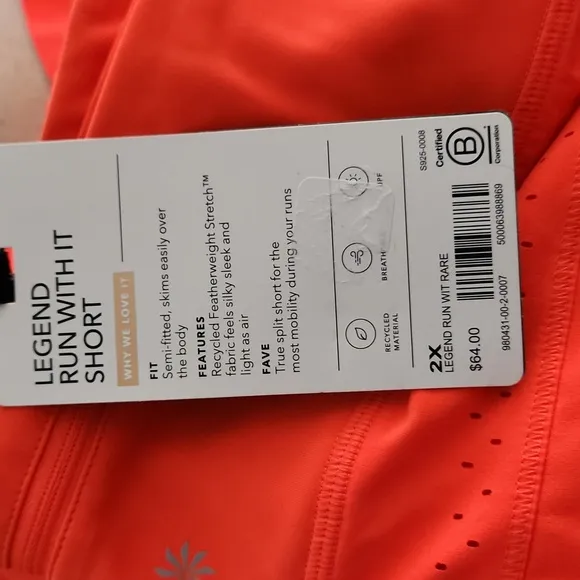 LEGEND
RUN WITH IT
SHORT
WHY WE LOVE IT
FIT
Semi-fitted, skims easily over
the body
FEATURES
Recycled Featherweight Stretch™
fabric feels silky sleek and
light as air
FAVE
True split short for the
most mobility during your runs
RECYCLED
MATERIAL
BREATH
UPF
2X
LEGEND RUN WIT RARE
$64.00
980431-00-2-0007
500063988869
S925-0008
Certified
B
Corporation